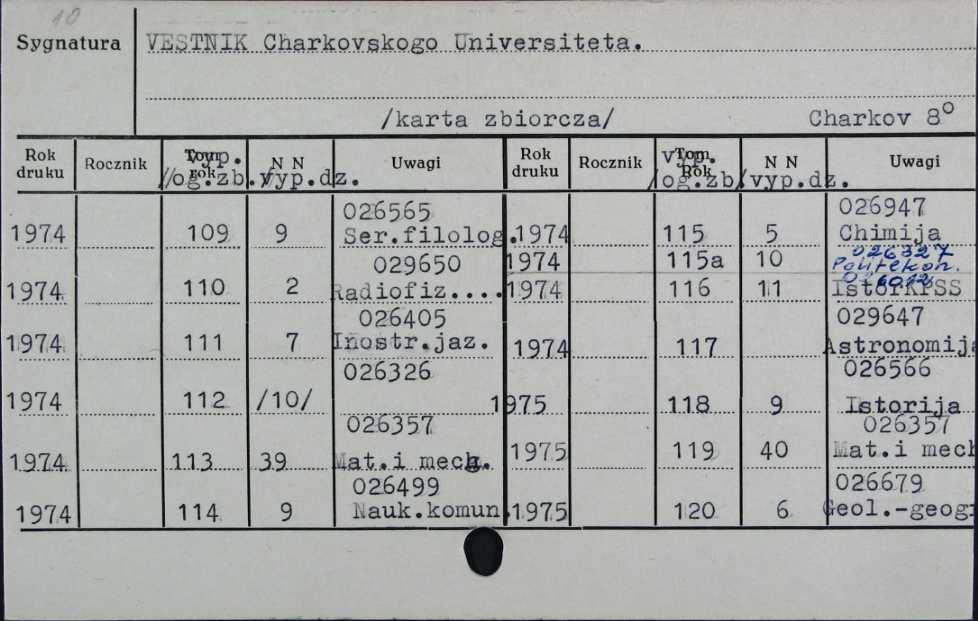 10
Sygnatura VESTNIK Charkovskogo Universiteta.
/karta zbiorcza/ Charkov 8°
Rok druku Rocznik Tom rok vyp. /og.zb./ N N vyp.dz. Uwagi Rok druku Rocznik Tom. Rok vyp. /og.zb/ N N vyp.dz. Uwagi
026565 026947
1974 109 9 Ser.filolog. 1974 115 5 Chimija
029650 1974 115a 10 026327 Politekon.
1974 110 2 Radiofiz.... 1974 116 11 IstorKPSS
026405 029647
1974 111 7 Inostr.jaz. 1974 117 Astronomija
026326 026566
1974 112 /10/ 1975 118 9 Istorija
026357 026357
1974 113 39 Mat.i mech. 1975 119 40 Mat.i mech
026499 026679
1974 114 9 Nauk.komun. 1975 120 6 Geol.-geogr